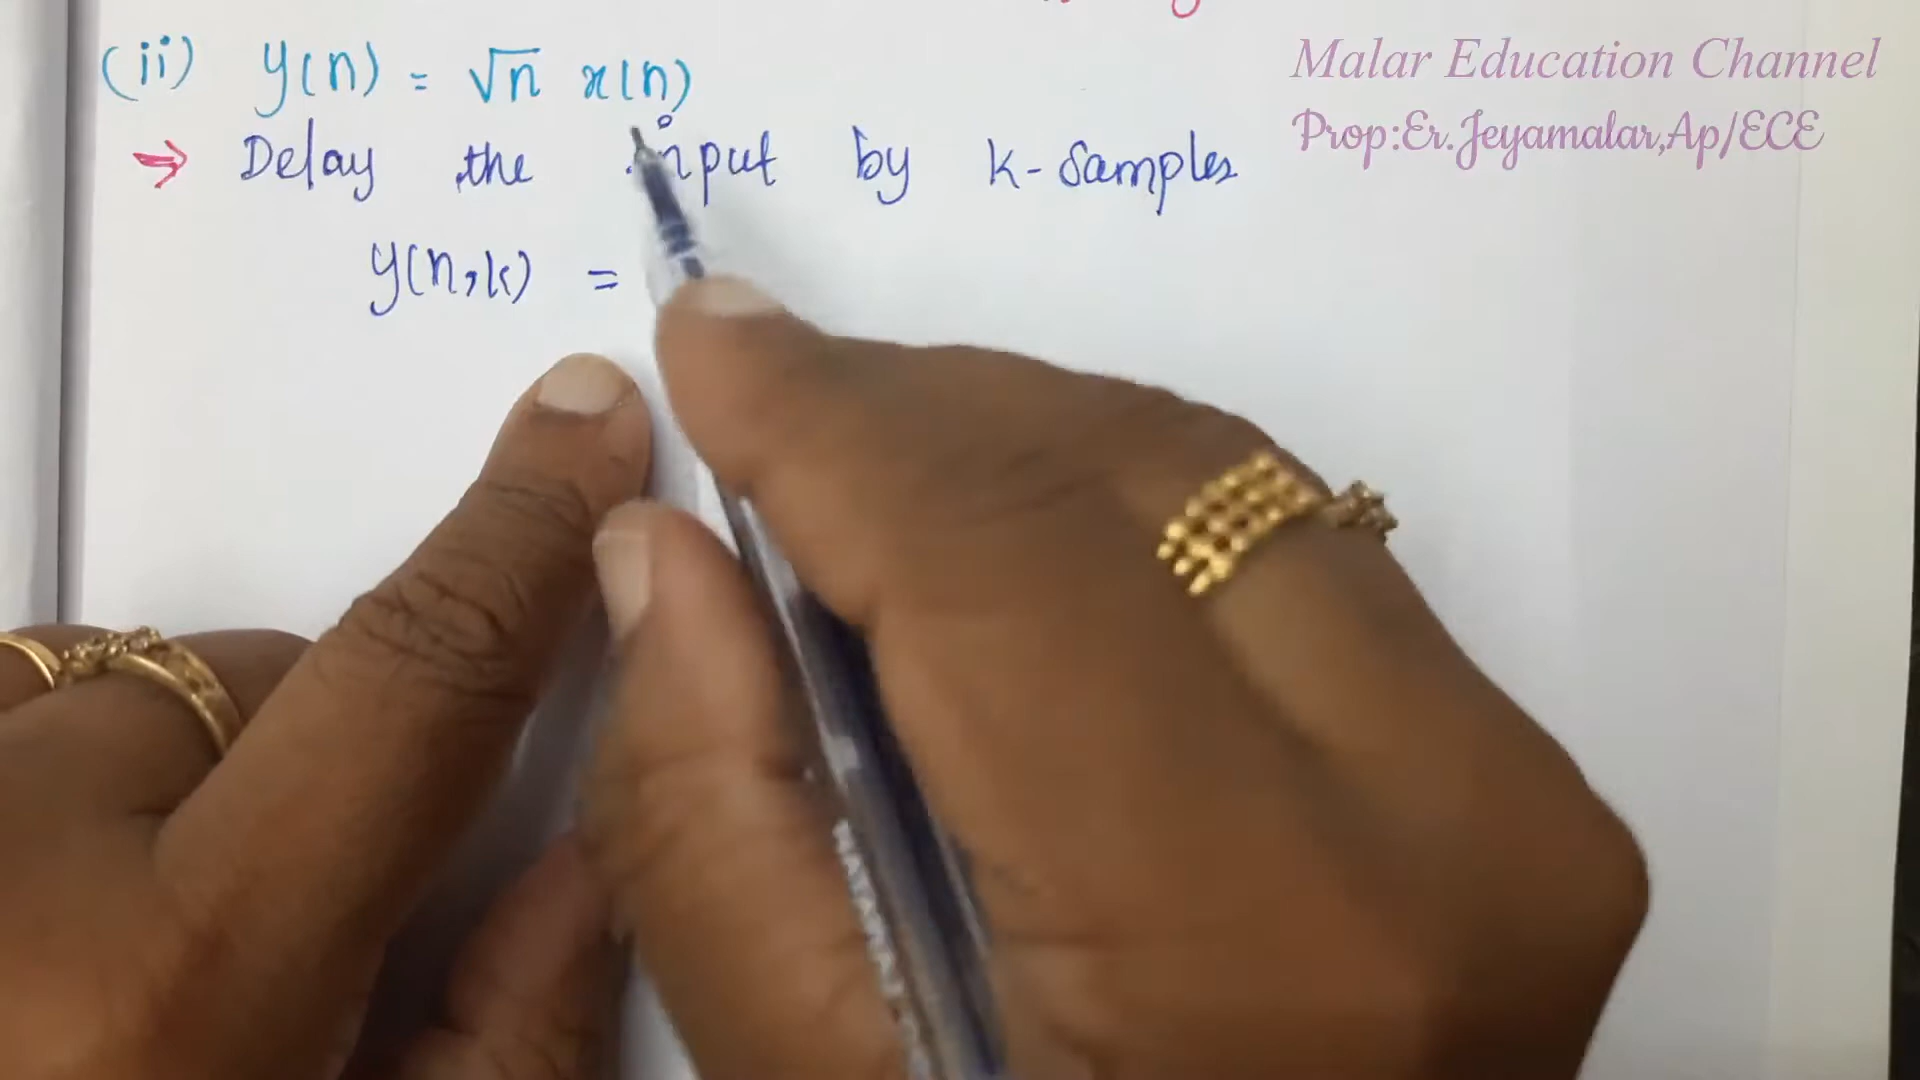 (ii) y(n) = √n x(n)
Malar Education Channel
Prop:Er.Jeyamalar,Ap/ECE
⇒ Delay the input by k-samples
y(n,k) =